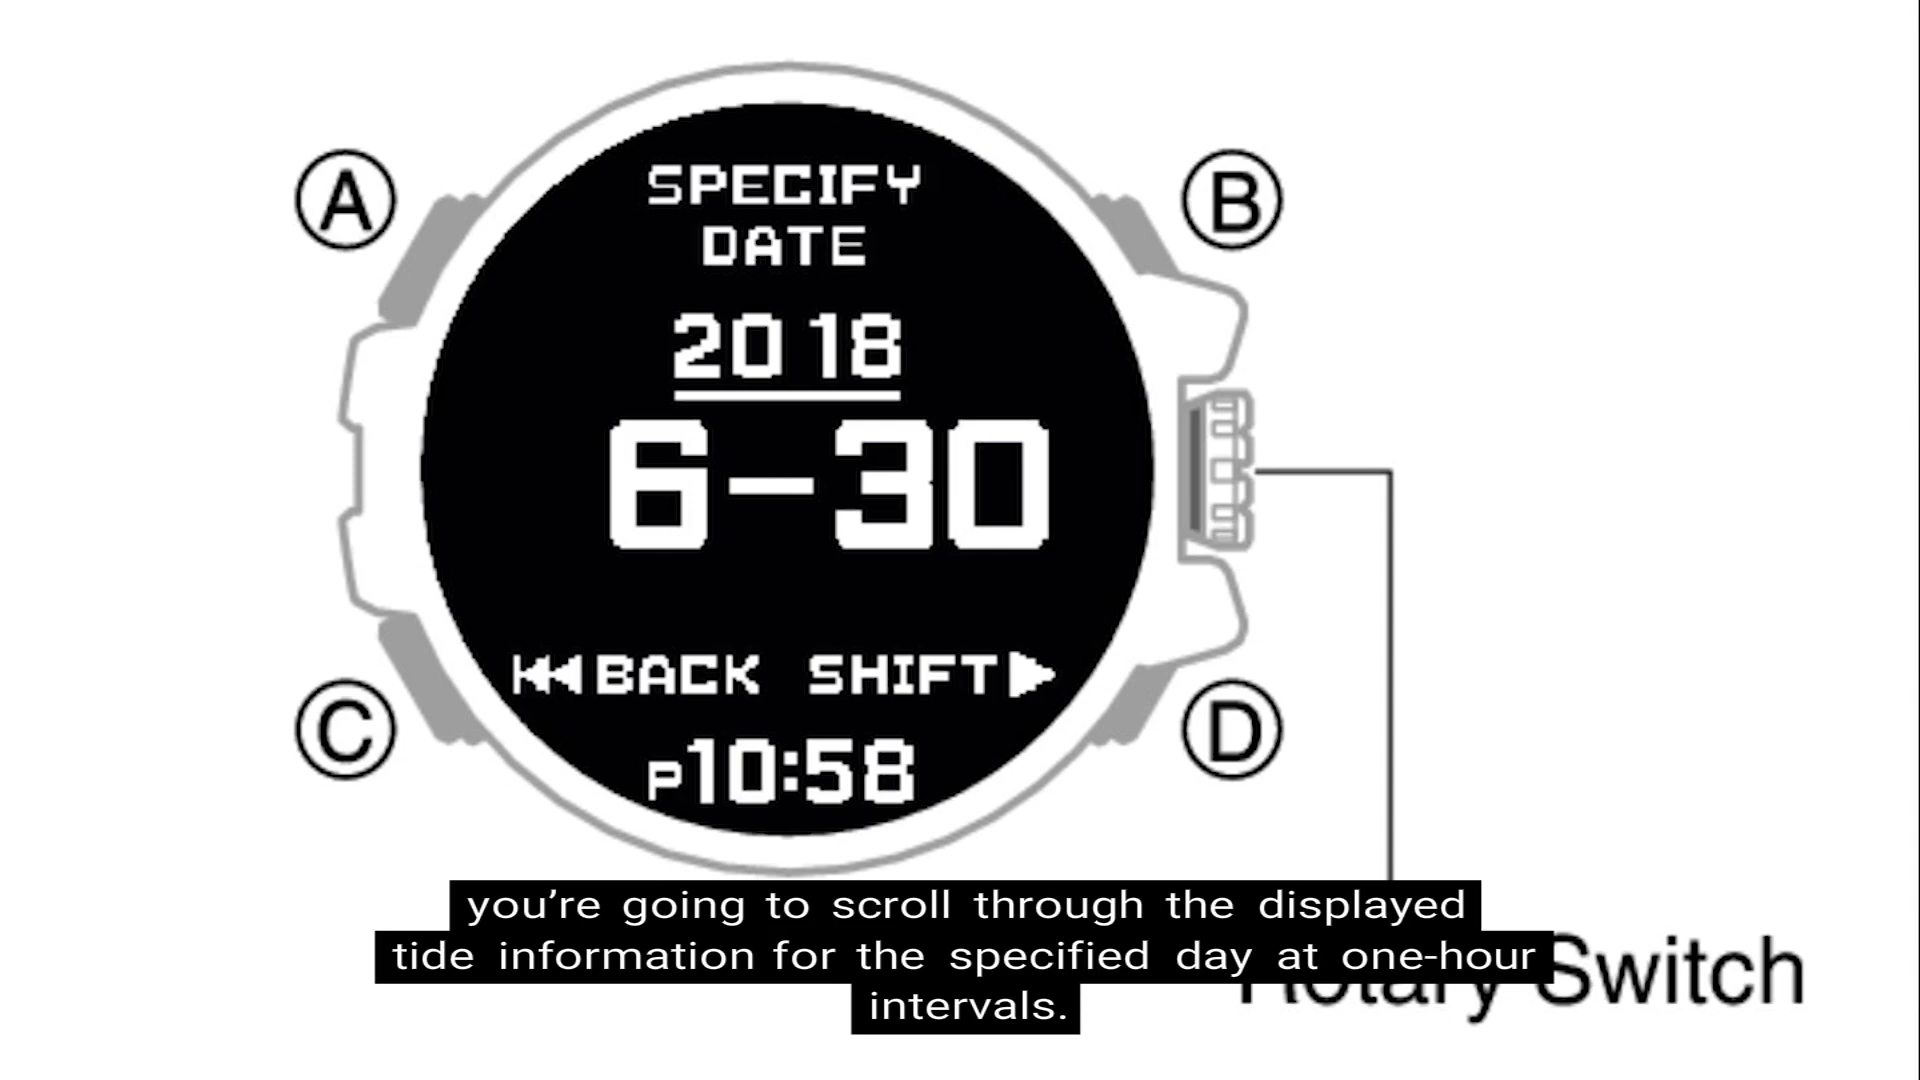 A
B
SPECIFY
DATE
2018
6-30
BACK SHIFT
C
D
P10:58
you’re going to scroll through the displayed
tide information for the specified day at one-hour
intervals.
Rotary Switch